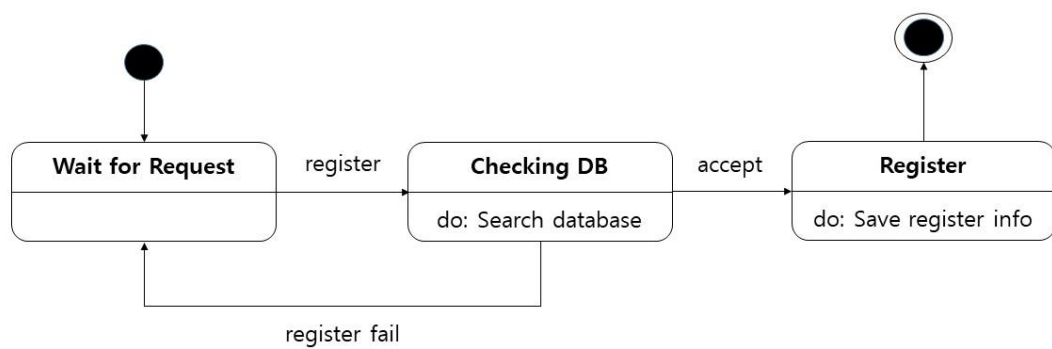 Wait for Request
register
Checking DB
do: Search database
accept
Register
do: Save register info
register fail